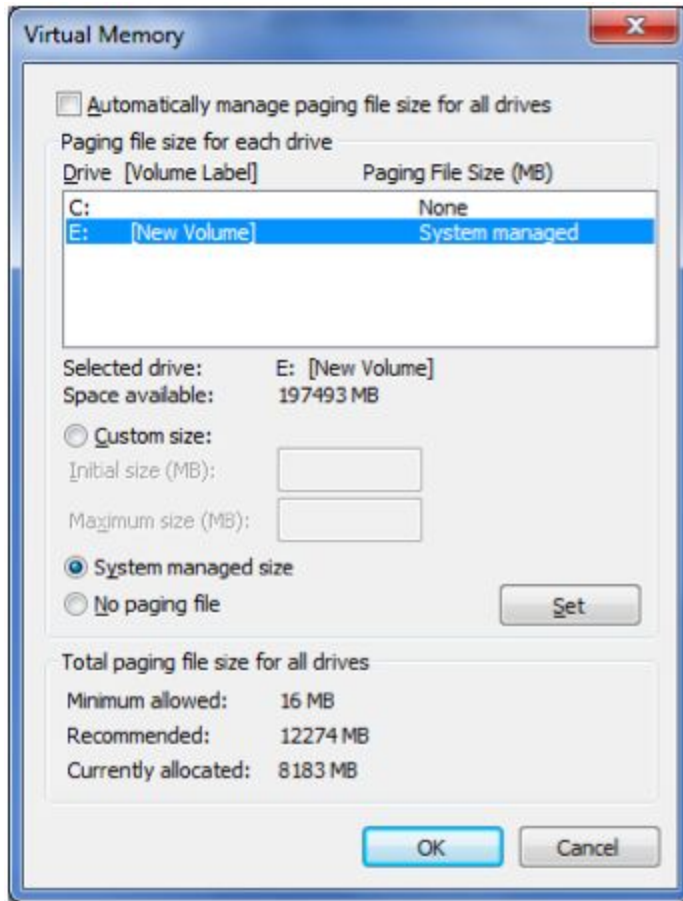 Virtual Memory
Automatically manage paging file size for all drives
Paging file size for each drive
Drive [Volume Label] Paging File Size (MB)
C: None
E: [New Volume] System managed
Selected drive: E: [New Volume]
Space available: 197493 MB
Custom size:
Initial size (MB):
Maximum size (MB):
System managed size
No paging file Set
Total paging file size for all drives
Minimum allowed: 16 MB
Recommended: 12274 MB
Currently allocated: 8183 MB
OK Cancel